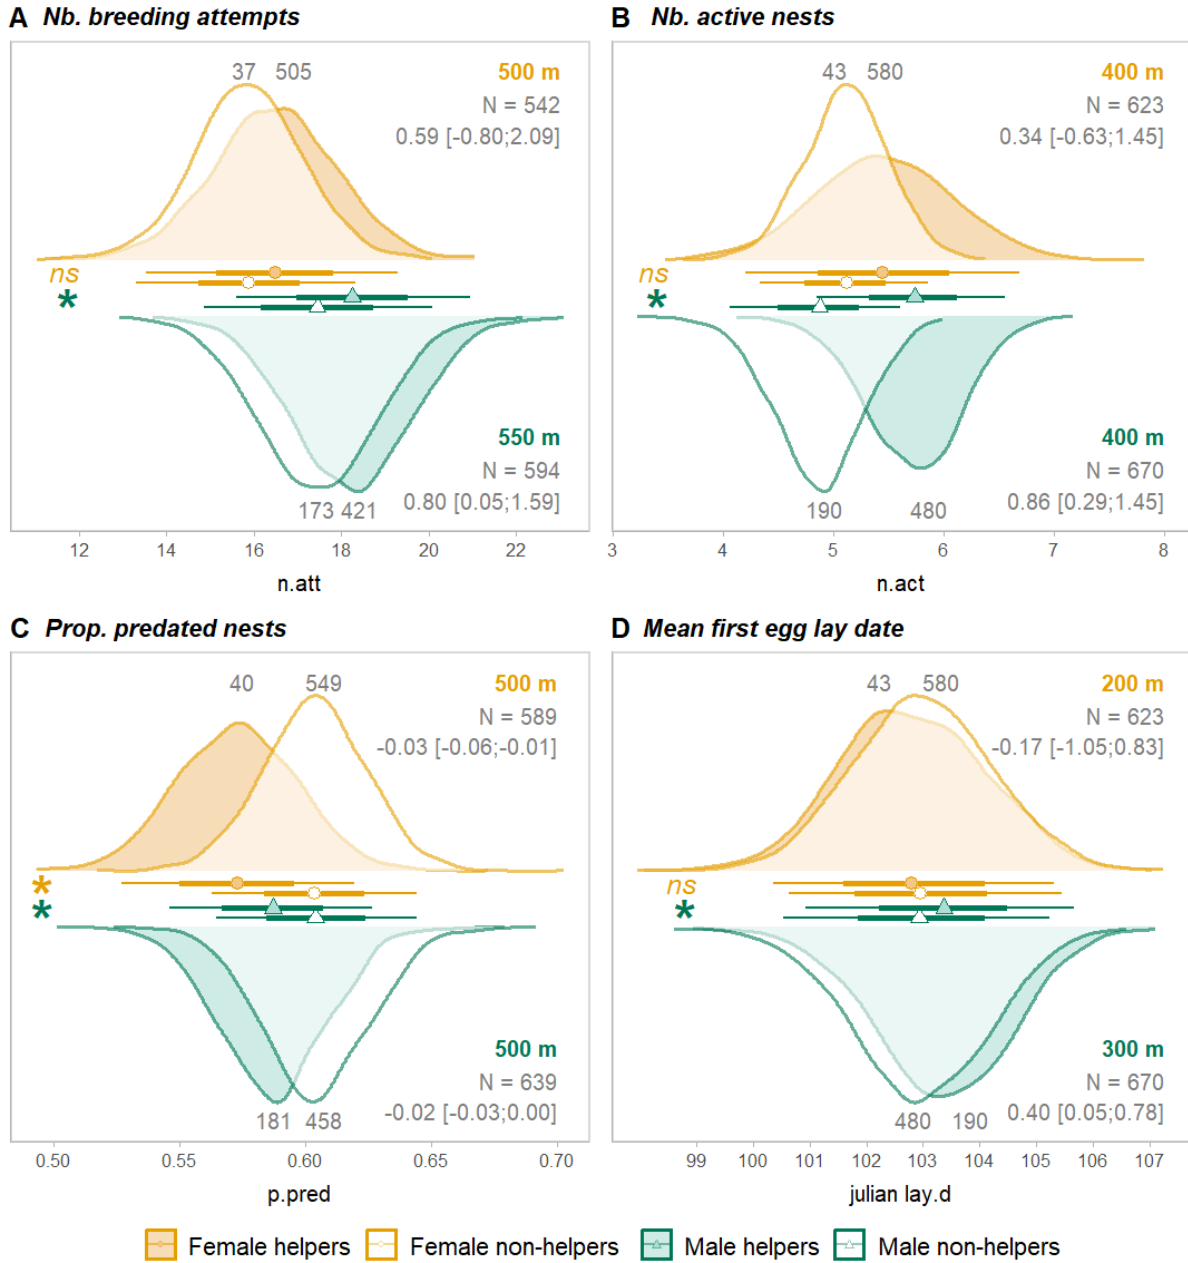 A Nb. breeding attempts
37 505
500 m
N = 542
0.59 [-0.80;2.09]
ns
*
550 m
N = 594
0.80 [0.05;1.59]
173 421
12 14 16 18 20 22
n.att
B Nb. active nests
43 580
400 m
N = 623
0.34 [-0.63;1.45]
ns
*
400 m
N = 670
0.86 [0.29;1.45]
190 480
3 4 5 6 7 8
n.act
C Prop. predated nests
40 549
500 m
N = 589
-0.03 [-0.06;-0.01]
*
*
500 m
N = 639
-0.02 [-0.03;0.00]
181 458
0.50 0.55 0.60 0.65 0.70
p.pred
D Mean first egg lay date
43 580
200 m
N = 623
-0.17 [-1.05;0.83]
ns
*
300 m
N = 670
0.40 [0.05;0.78]
480 190
99 100 101 102 103 104 105 106 107
julian lay.d
Female helpers Female non-helpers Male helpers Male non-helpers